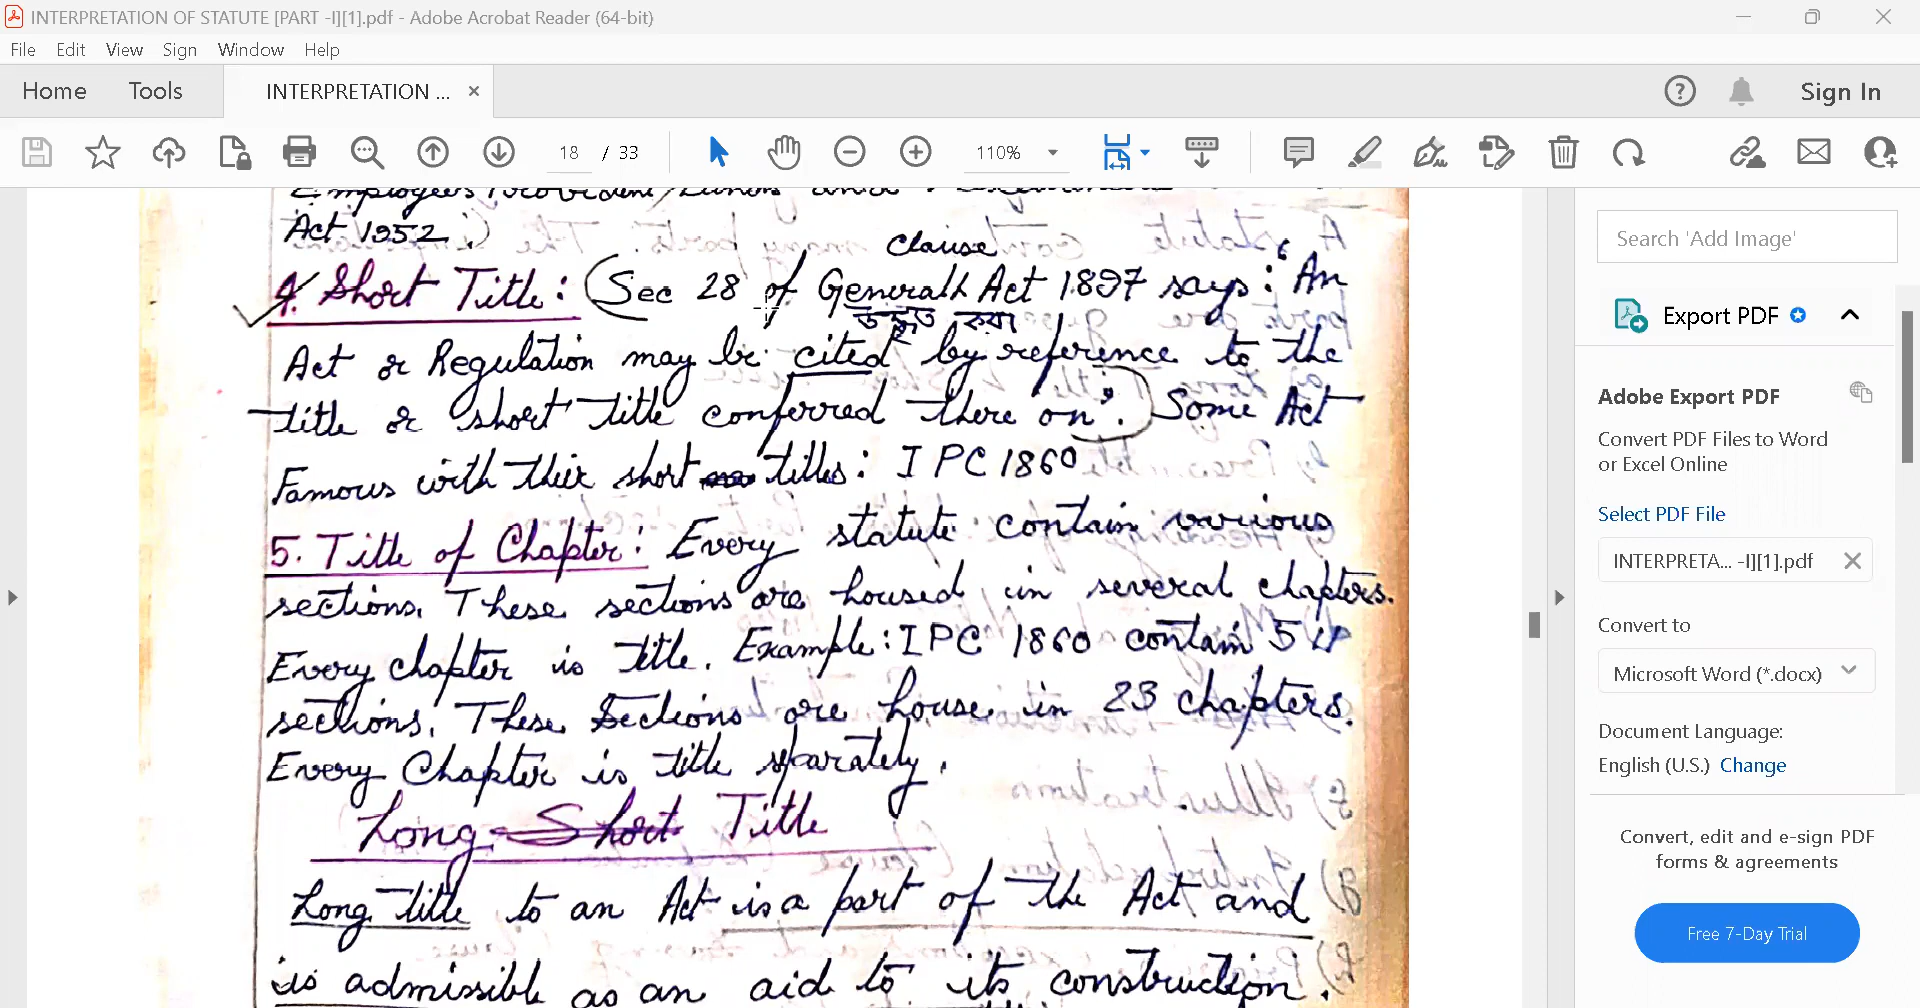 INTERPRETATION OF STATUTE [PART -I][1].pdf - Adobe Acrobat Reader (64-bit)
File Edit View Sign Window Help
Home Tools INTERPRETATION ... × Sign In
18 / 33 110%
Act 1952.)
Clause
4. Short Title: (Sec 28 of General Act 1897 says: "An
উদ্ধৃত করা
Act or Regulation may be cited by reference to the
title or short title conferred there on". Some Act
Famous with their short titles: IPC 1860
5. Title of Chapter: Every statute contain various
sections. These sections are housed in several chapters.
Every chapter is title. Example: IPC 1860 contain 511
sections. These Sections are house in 23 chapters.
Every Chapter is title sparately.
Long Short Title
Long title to an Act is a part of the Act and
is admissible as an aid to its construction.
Search 'Add Image'
Export PDF
Adobe Export PDF
Convert PDF Files to Word
or Excel Online
Select PDF File
INTERPRETA... -I][1].pdf
Convert to
Microsoft Word (*.docx)
Document Language:
English (U.S.) Change
Convert, edit and e-sign PDF
forms & agreements
Free 7-Day Trial